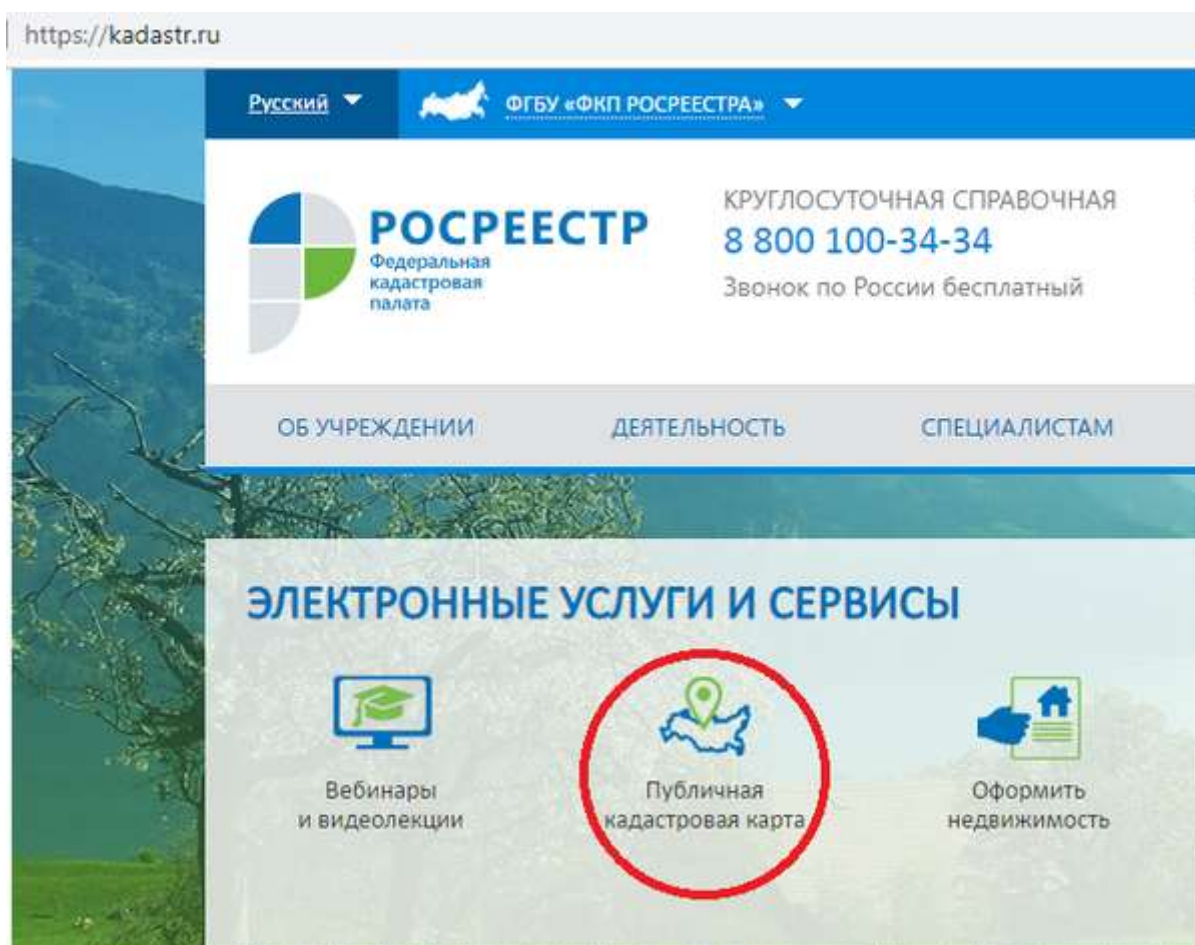 https://kadastr.ru
Русский
ФГБУ «ФКП РОСРЕЕСТРА»
РОСРЕЕСТР
Федеральная
кадастровая
палата
КРУГЛОСУТОЧНАЯ СПРАВОЧНАЯ
8 800 100-34-34
Звонок по России бесплатный
ОБ УЧРЕЖДЕНИИ
ДЕЯТЕЛЬНОСТЬ
СПЕЦИАЛИСТАМ
ЭЛЕКТРОННЫЕ УСЛУГИ И СЕРВИСЫ
Вебинары
и видеолекции
Публичная
кадастровая карта
Оформить
недвижимость